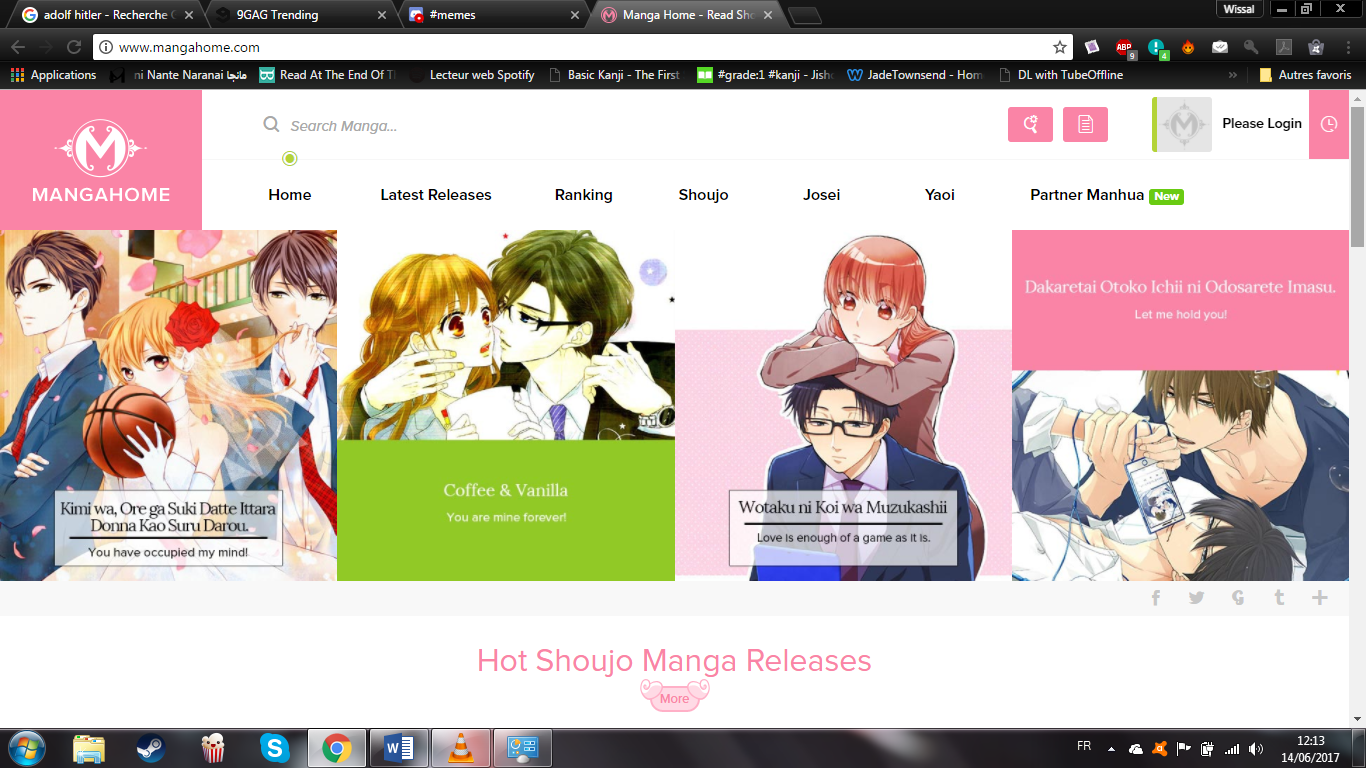 adolf hitler - Recherche G
9GAG Trending
#memes
Manga Home - Read Sho
Wissal
www.mangahome.com
ABP
9
4
Applications
ni Nante Naranai مانجا
Read At The End Of T
Lecteur web Spotify
Basic Kanji - The First
#grade:1 #kanji - Jisho
JadeTownsend - Hom
DL with TubeOffline
»
Autres favoris
M
MANGAHOME
Search Manga...
Please Login
Home
Latest Releases
Ranking
Shoujo
Josei
Yaoi
Partner Manhua New
Kimi wa, Ore ga Suki Datte Ittara
Donna Kao Suru Darou.
You have occupied my mind!
Coffee & Vanilla
You are mine forever!
Wotaku ni Koi wa Muzukashii
Love is enough of a game as it is.
Dakaretai Otoko Ichii ni Odosarete Imasu.
Let me hold you!
Hot Shoujo Manga Releases
More
FR
12:13
14/06/2017